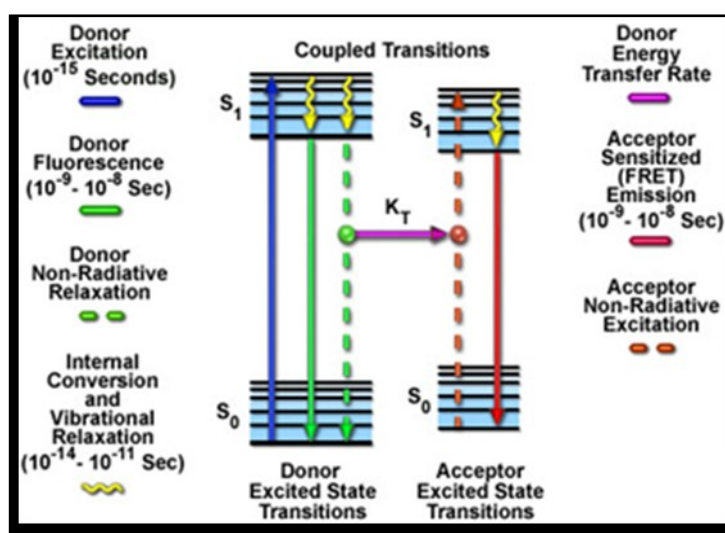 Donor
Excitation
(10⁻¹⁵ Seconds)
Donor
Fluorescence
(10⁻⁹- 10⁻⁸ Sec)
Donor
Non-Radiative
Relaxation
Internal
Conversion
and
Vibrational
Relaxation
(10⁻¹⁴- 10⁻¹¹ Sec)
Coupled Transitions
S₁
S₁
K_T
S₀
S₀
Donor
Excited State
Transitions
Acceptor
Excited State
Transitions
Donor
Energy
Transfer Rate
Acceptor
Sensitized
(FRET)
Emission
(10⁻⁹- 10⁻⁸ Sec)
Acceptor
Non-Radiative
Excitation